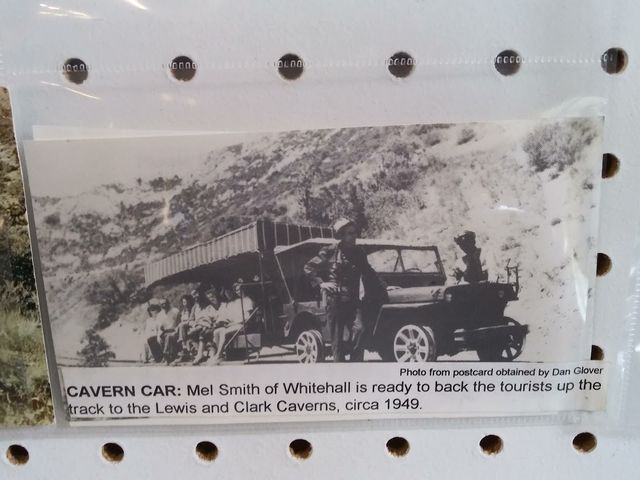 Photo from postcard obtained by Dan Glover
CAVERN CAR: Mel Smith of Whitehall is ready to back the tourists up the
track to the Lewis and Clark Caverns, circa 1949.